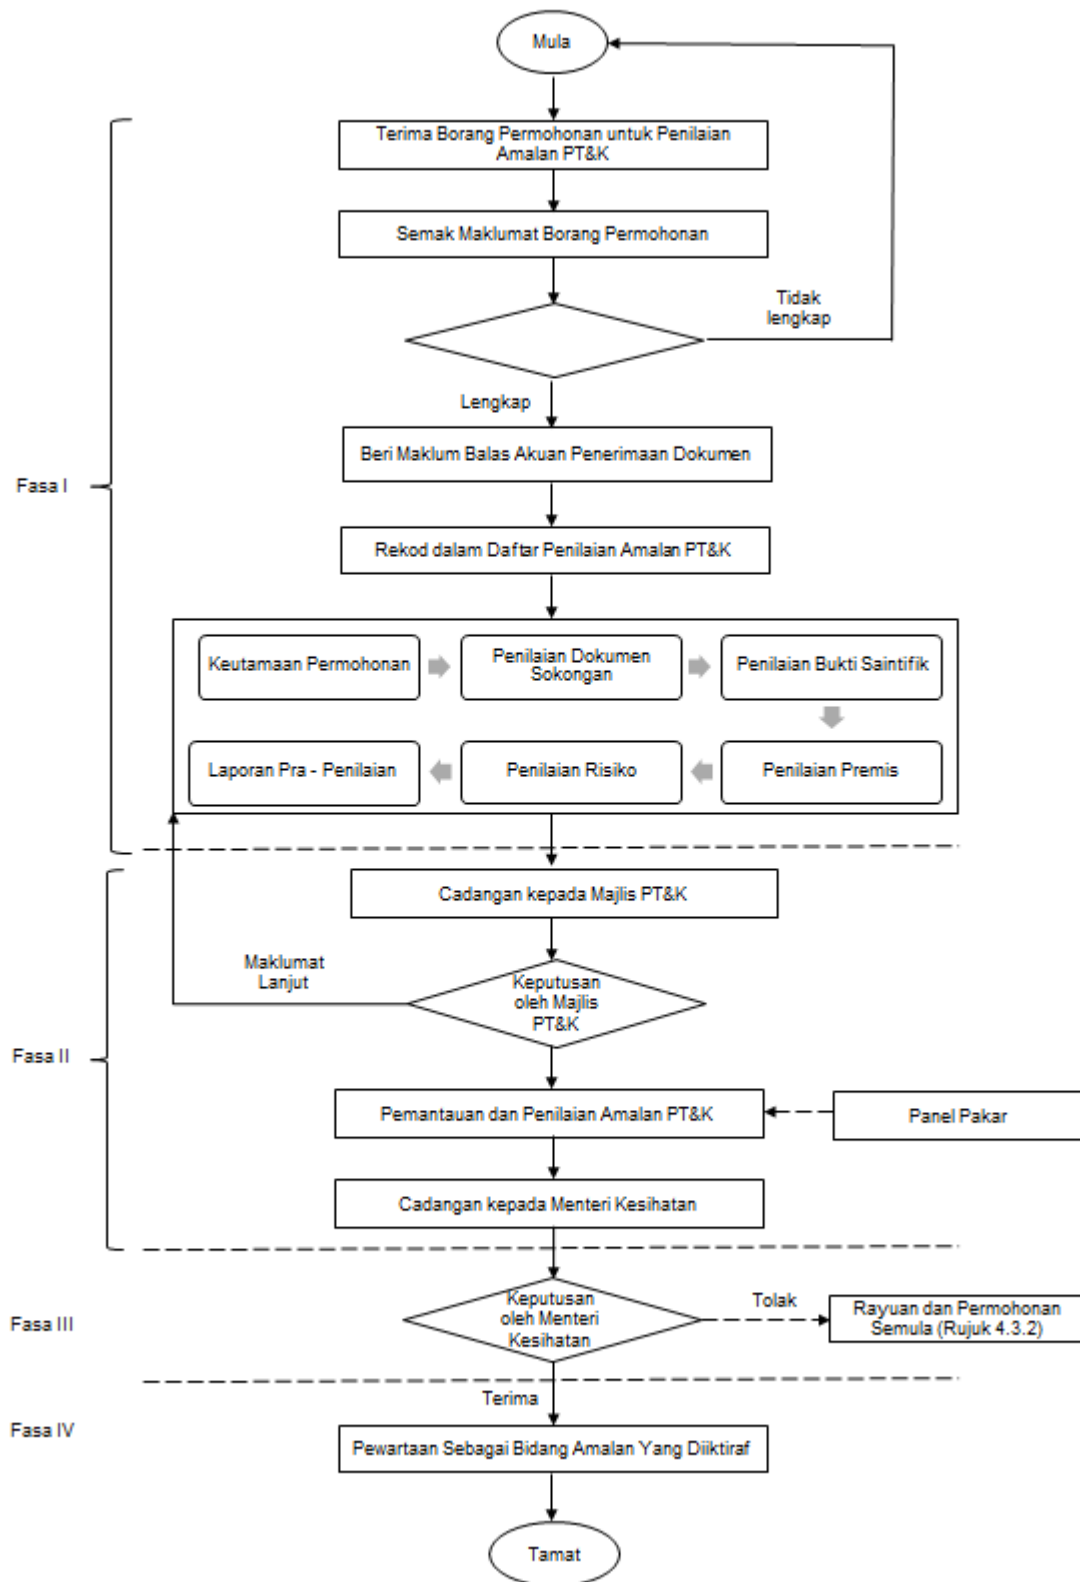 Mula
Terima Borang Permohonan untuk Penilaian
Amalan PT&K
Semak Maklumat Borang Permohonan
Tidak
lengkap
Lengkap
Beri Maklum Balas Akuan Penerimaan Dokumen
Fasa I
Rekod dalam Daftar Penilaian Amalan PT&K
Keutamaan Permohonan
Penilaian Dokumen
Sokongan
Penilaian Bukti Saintifik
Laporan Pra - Penilaian
Penilaian Risiko
Penilaian Premis
Cadangan kepada Majlis PT&K
Maklumat
Lanjut
Keputusan
oleh Majlis
PT&K
Fasa II
Pemantauan dan Penilaian Amalan PT&K
Panel Pakar
Cadangan kepada Menteri Kesihatan
Fasa III
Keputusan
oleh Menteri
Kesihatan
Tolak
Rayuan dan Permohonan
Semula (Rujuk 4.3.2)
Terima
Fasa IV
Pewartaan Sebagai Bidang Amalan Yang Diiktiraf
Tamat